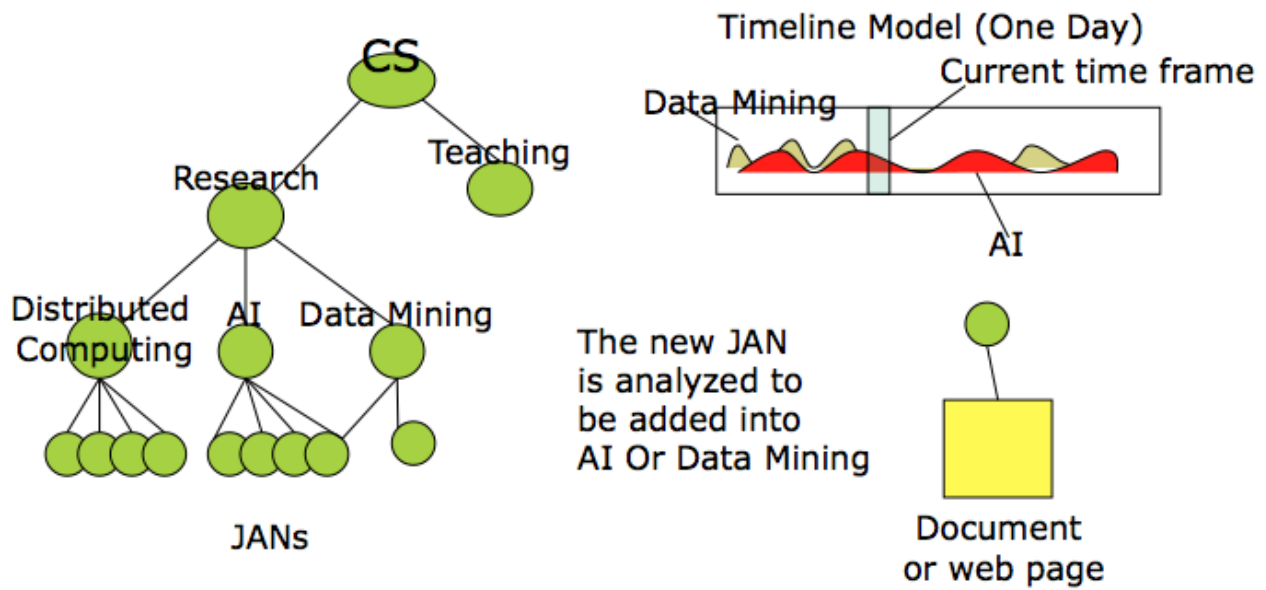 CS
Teaching
Research
Distributed
Computing
AI
Data Mining
JANs
Timeline Model (One Day)
Current time frame
Data Mining
AI
The new JAN
is analyzed to
be added into
AI Or Data Mining
Document
or web page